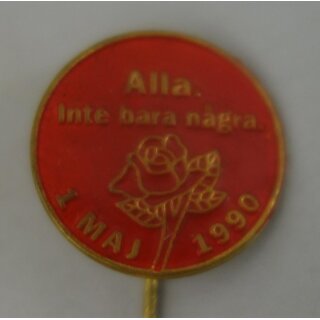 Alla.
Inte bara några.
1 MAJ 1990